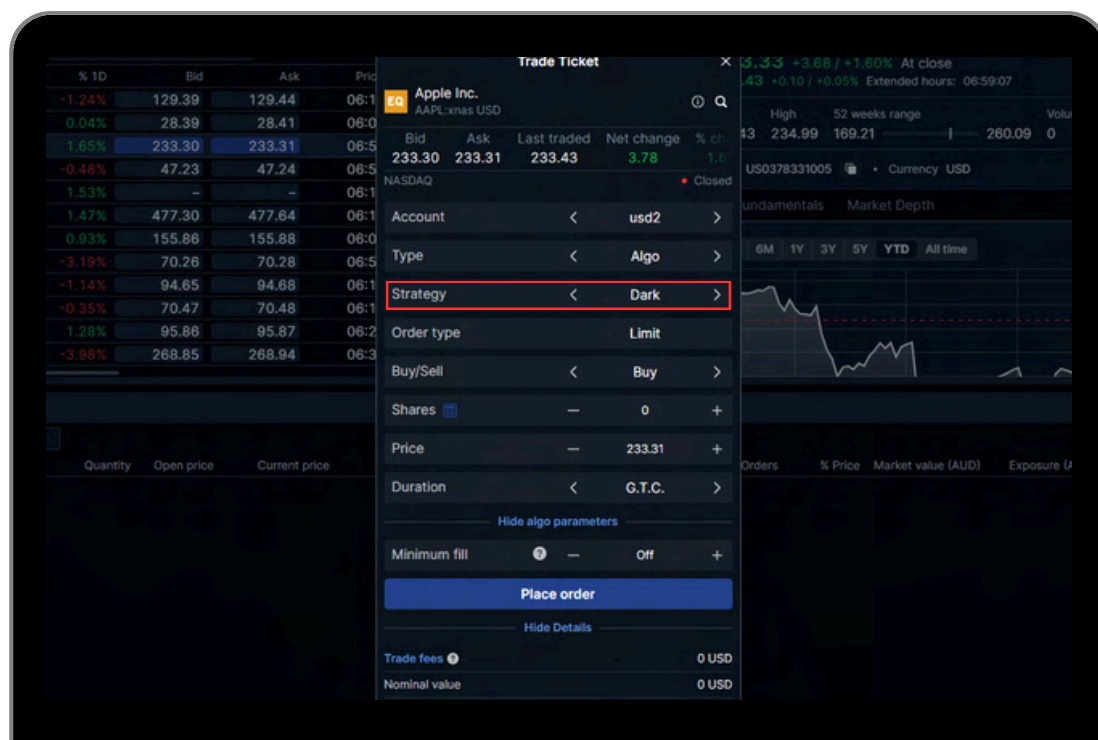 Trade Ticket ×
% 1D Bid Ask
-1.24% 129.39 129.44
0.04% 28.39 28.41
1.65% 233.30 233.31
-0.48% 47.23 47.24
1.53% – –
1.47% 477.30 477.64
0.93% 155.86 155.88
-3.19% 70.26 70.28
-1.14% 94.65 94.68
-0.35% 70.47 70.48
1.28% 95.86 95.87
-3.98% 268.85 268.94
Quantity Open price Current price
EQ Apple Inc.
AAPL:xnas USD
Bid Ask Last traded Net change
233.30 233.31 233.43 3.78
NASDAQ Closed
Account < usd2 >
Type < Algo >
Strategy < Dark >
Order type Limit
Buy/Sell < Buy >
Shares — 0 +
Price — 233.31 +
Duration < G.T.C. >
Hide algo parameters
Minimum fill ? — Off +
Place order
Hide Details
Trade fees ? 0 USD
Nominal value 0 USD
+3.68 / +1.60% At close
+0.10 / +0.05% Extended hours: 06:59:07
High 52 weeks range
234.99 169.21 260.09 0
US0378331005 • Currency USD
Market Depth
6M 1Y 3Y 5Y YTD All time
Orders % Price Market value (AUD)